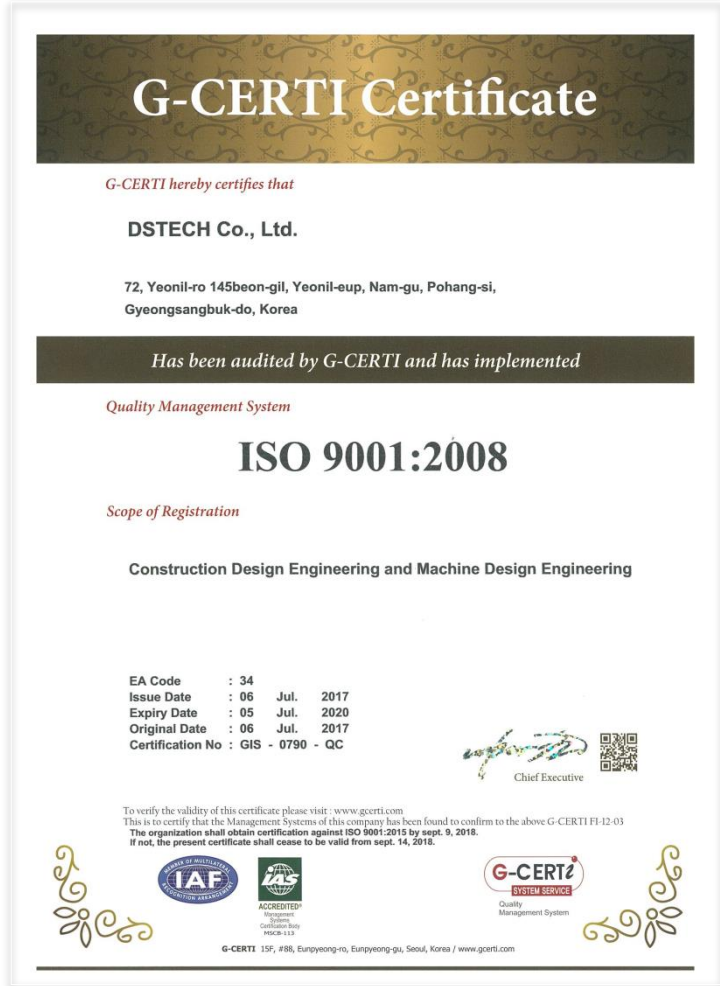 G-CERTI Certificate
G-CERTI hereby certifies that
DSTECH Co., Ltd.
72, Yeonil-ro 145beon-gil, Yeonil-eup, Nam-gu, Pohang-si,
Gyeongsangbuk-do, Korea
Has been audited by G-CERTI and has implemented
Quality Management System
ISO 9001:2008
Scope of Registration
Construction Design Engineering and Machine Design Engineering
EA Code : 34
Issue Date : 06 Jul. 2017
Expiry Date : 05 Jul. 2020
Original Date : 06 Jul. 2017
Certification No : GIS - 0790 - QC
Chief Executive
To verify the validity of this certificate please visit : www.gcerti.com
This is to certify that the Management Systems of this company has been found to confirm to the above G-CERTI F1-12-03
The organization shall obtain certification against ISO 9001:2015 by sept. 9, 2018.
If not, the present certificate shall cease to be valid from sept. 14, 2018.
MEMBER OF MULTILATERAL
IAF
RECOGNITION ARRANGEMENT
IAS
ACCREDITED
Management
Systems
Certification Body
MSCB-113
G-CERTi
SYSTEM SERVICE
Quality
Management System
G-CERTI 15F, #88, Eunpyeong-ro, Eunpyeong-gu, Seoul, Korea / www.gcerti.com